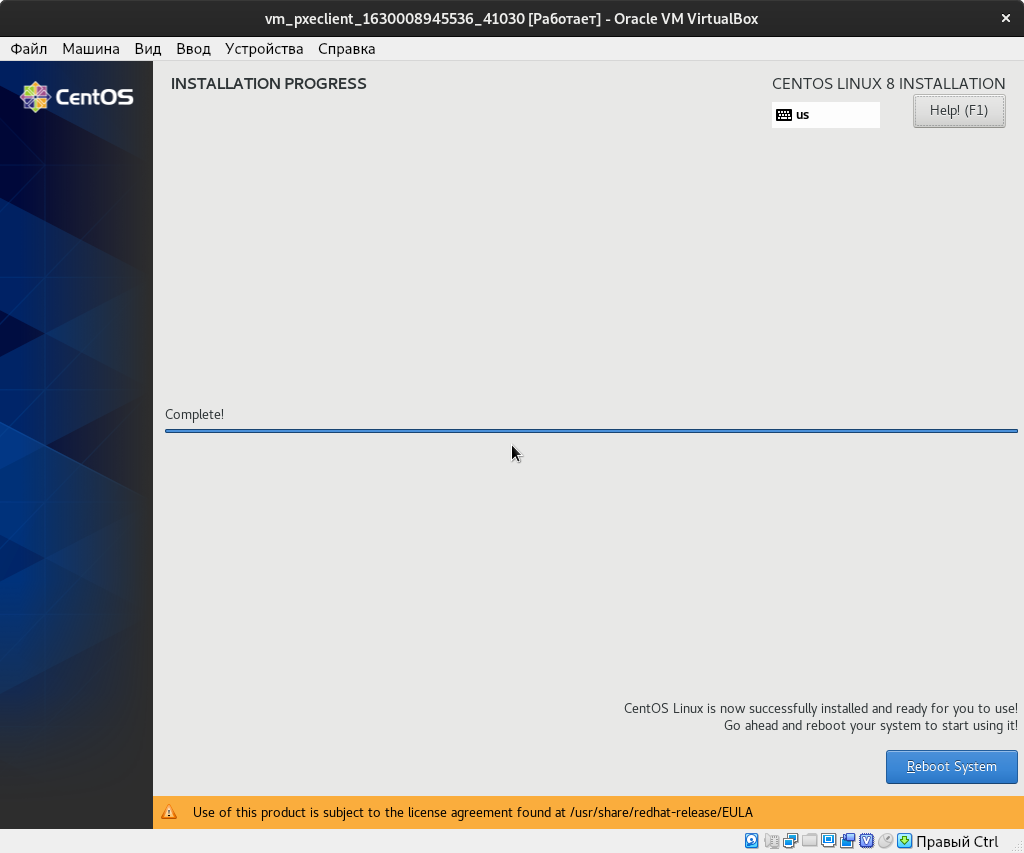 vm_pxeclient_1630008945536_41030 [Работает] - Oracle VM VirtualBox
Файл Машина Вид Ввод Устройства Справка
CentOS
INSTALLATION PROGRESS
CENTOS LINUX 8 INSTALLATION
us
Help! (F1)
Complete!
CentOS Linux is now successfully installed and ready for you to use!
Go ahead and reboot your system to start using it!
Reboot System
Use of this product is subject to the license agreement found at /usr/share/redhat-release/EULA
Правый Ctrl